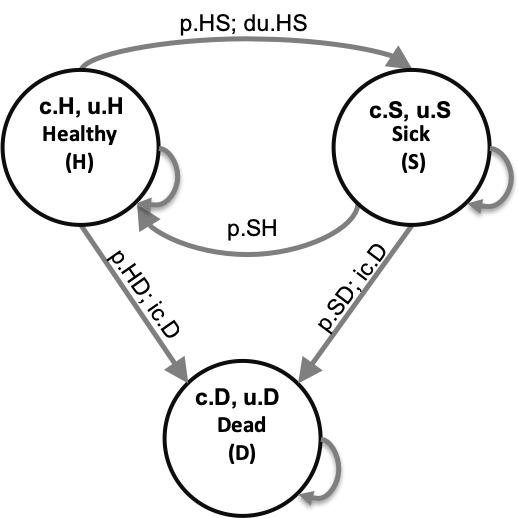 p.HS; du.HS
c.H, u.H
Healthy
(H)
c.S, u.S
Sick
(S)
p.SH
p.HD; ic.D
p.SD; ic.D
c.D, u.D
Dead
(D)